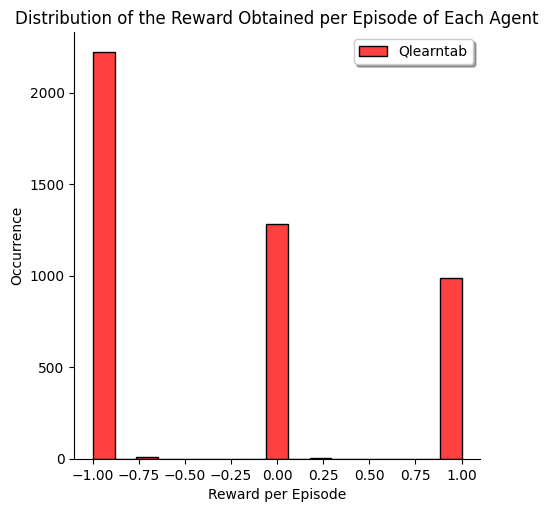 Distribution of the Reward Obtained per Episode of Each Agent
Qlearntab
2000
1500
1000
500
0
Occurrence
−1.00 −0.75 −0.50 −0.25 0.00 0.25 0.50 0.75 1.00
Reward per Episode